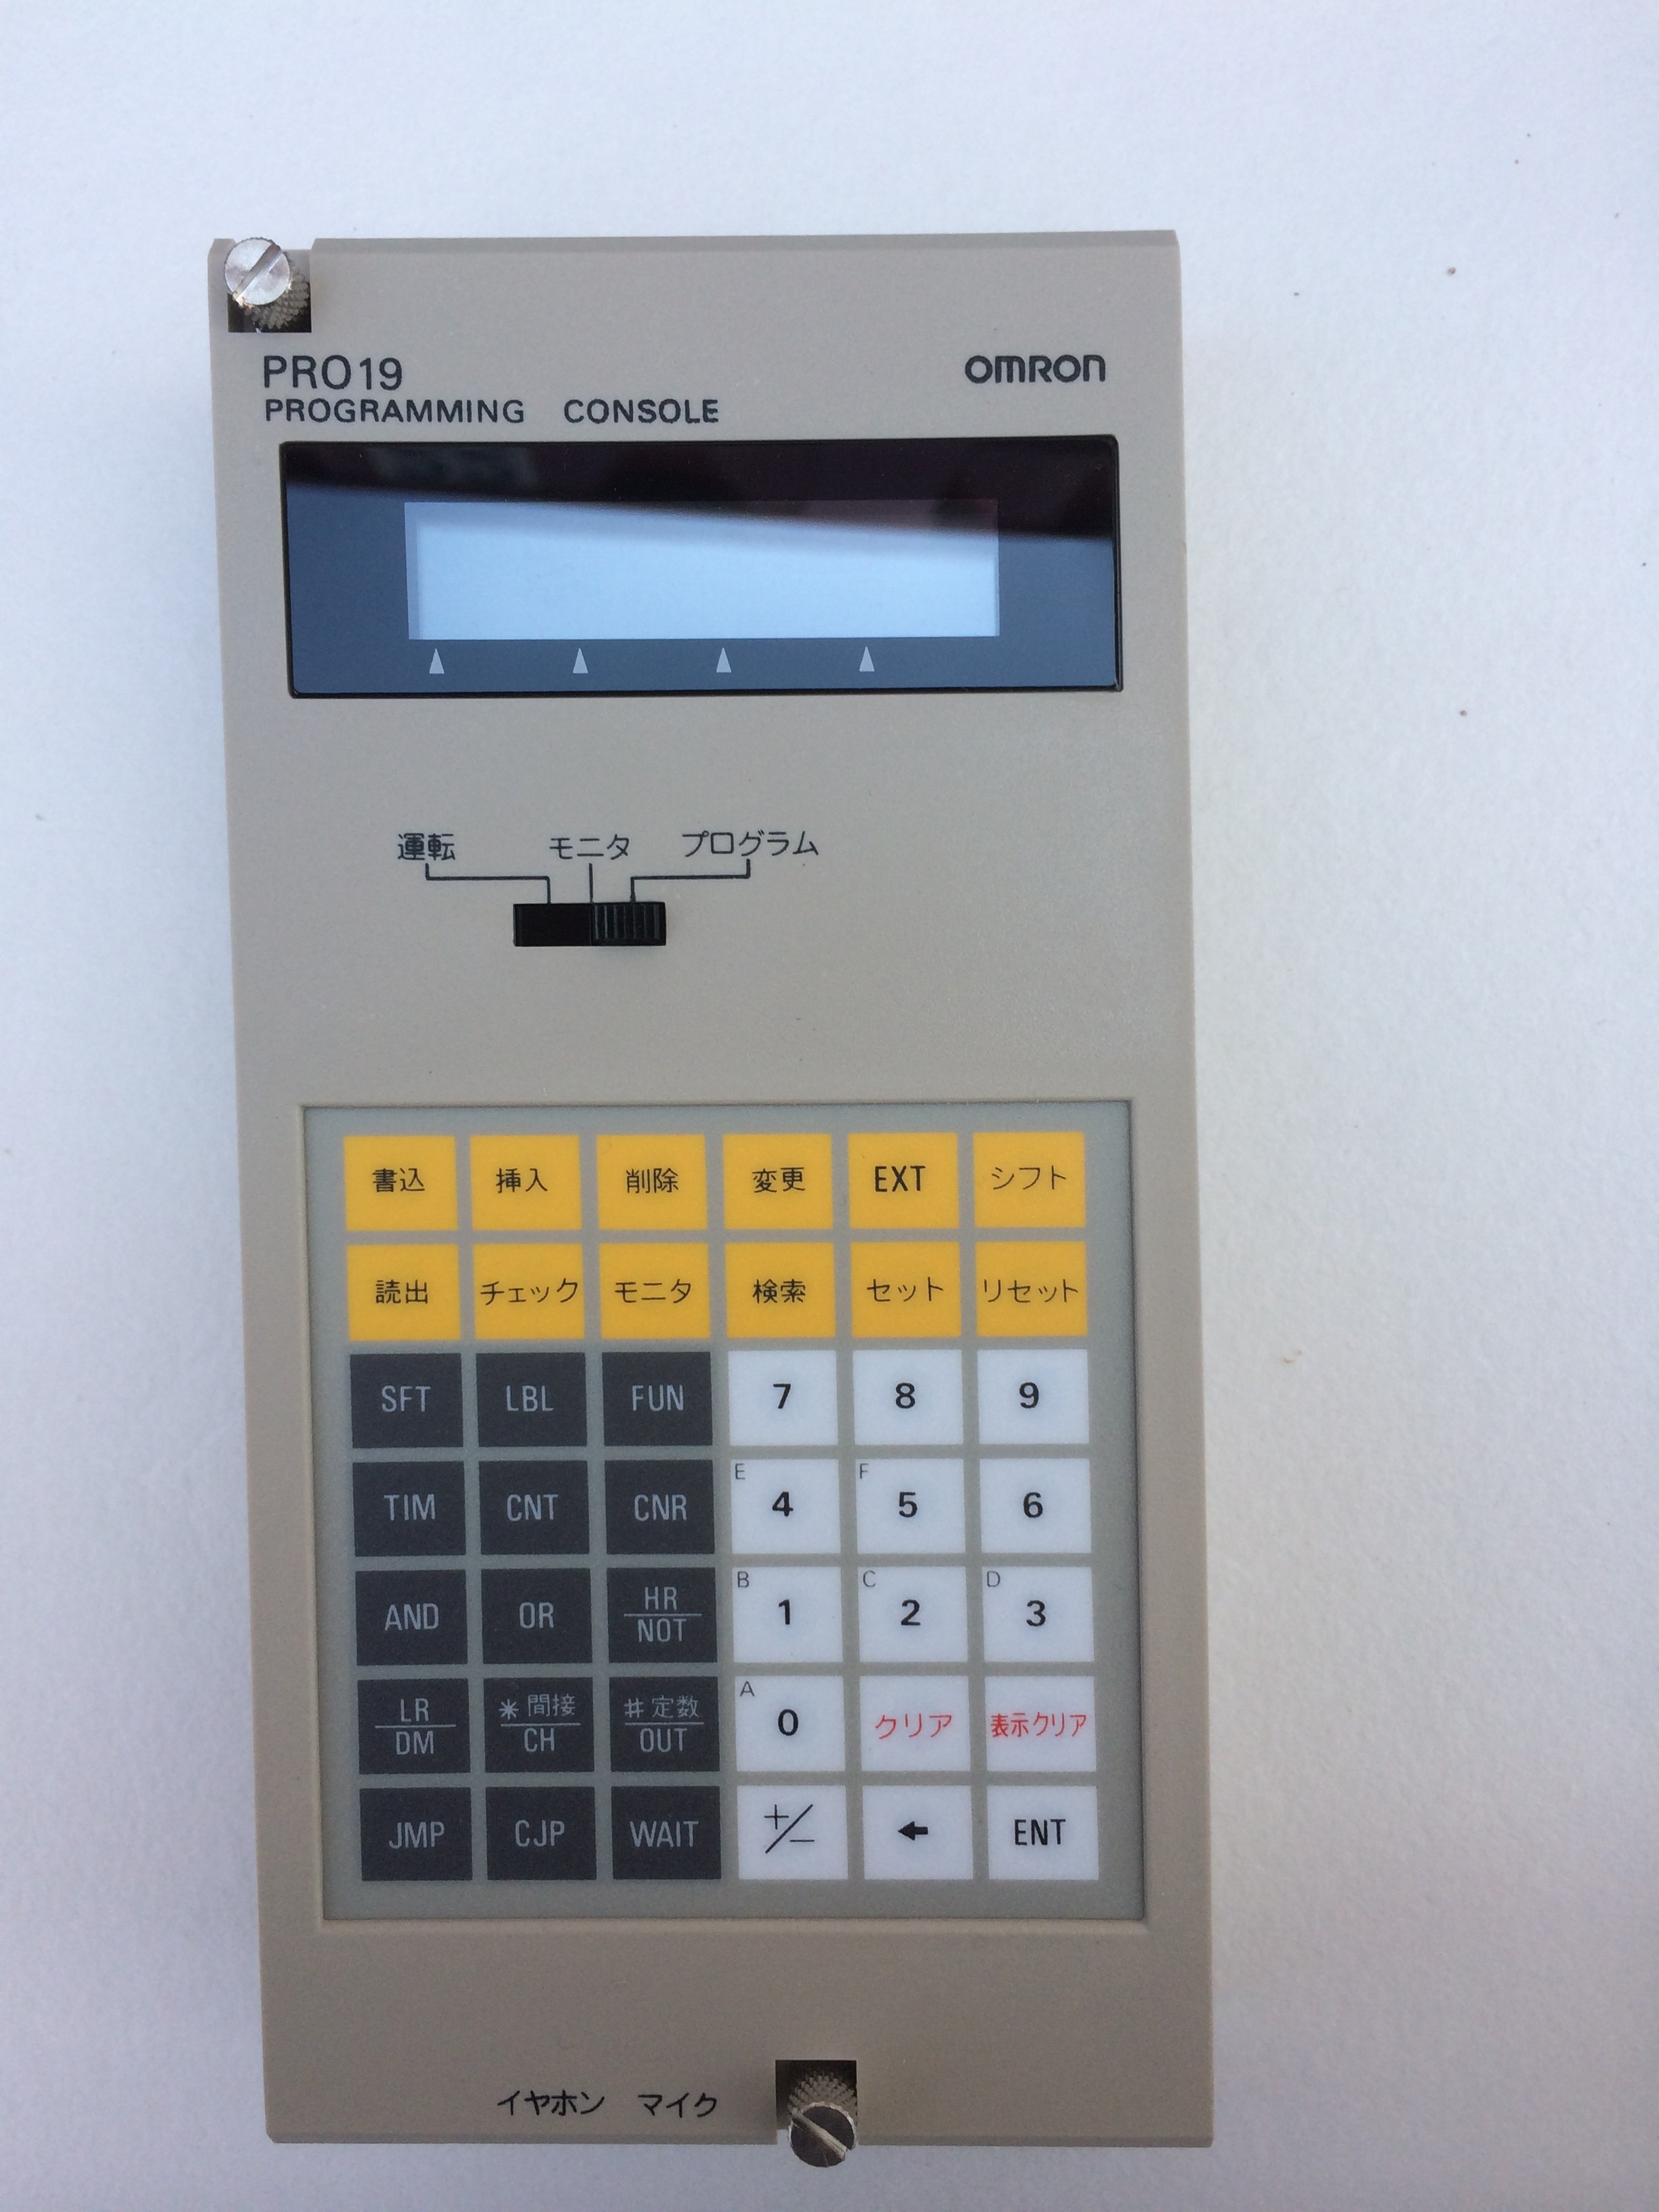 PRO19 OMRON
PROGRAMMING CONSOLE
運転 モニタ プログラム
書込 挿入 削除 変更 EXT シフト
読出 チェック モニタ 検索 セット リセット
SFT LBL FUN 7 8 9
TIM CNT CNR E 4 F 5 6
AND OR HR/NOT B 1 C 2 D 3
LR/DM *間接/CH #定数/OUT A 0 クリア 表示クリア
JMP CJP WAIT +/- ← ENT
イヤホン マイク